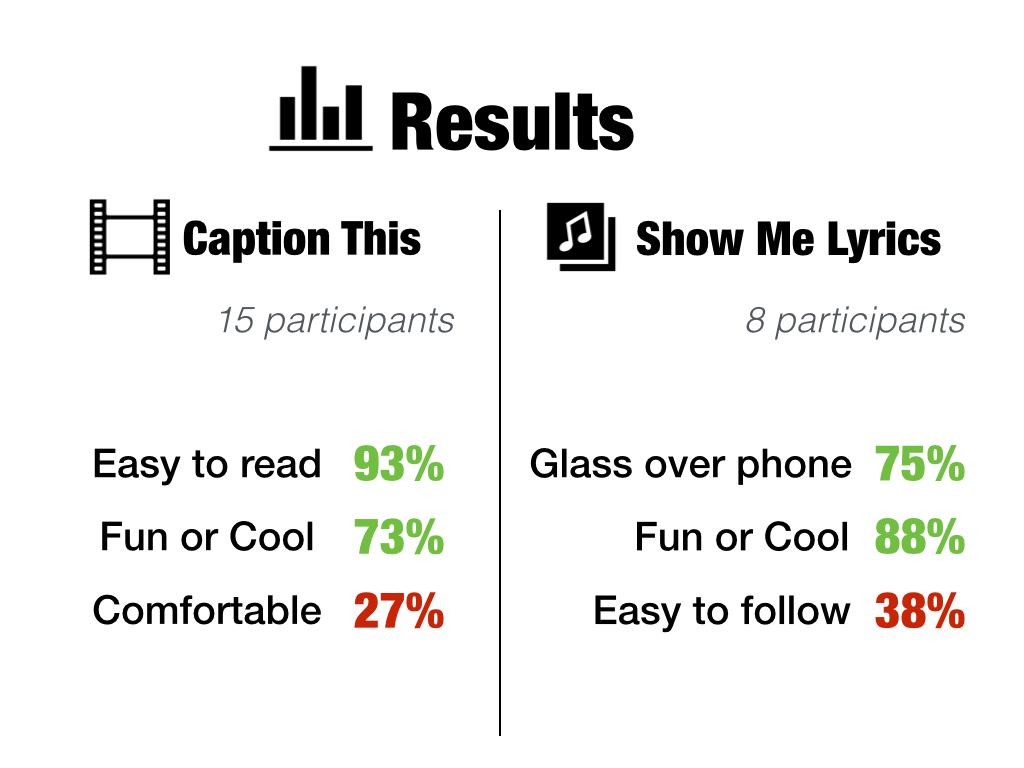 Results
Caption This
15 participants
Easy to read 93%
Fun or Cool 73%
Comfortable 27%
Show Me Lyrics
8 participants
Glass over phone 75%
Fun or Cool 88%
Easy to follow 38%